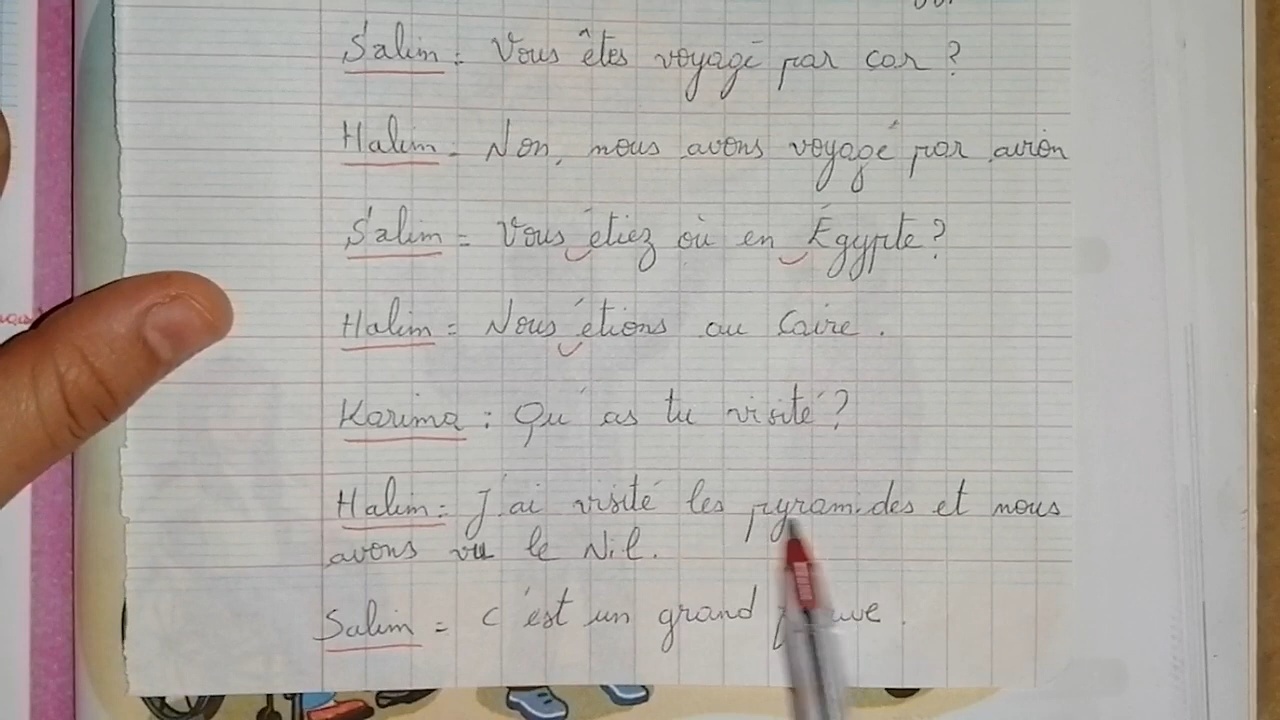 Salim : Vous êtes voyagé par car ?
Halim - Non, nous avons voyagé par avion
Salim = Vous étiez où en Égypte ?
Halim = Nous étions au Caire .
Karima : Qu' as tu visité ?
Halim : J'ai visité les pyramides et nous
avons vu le Nil.
Salim = c'est un grand